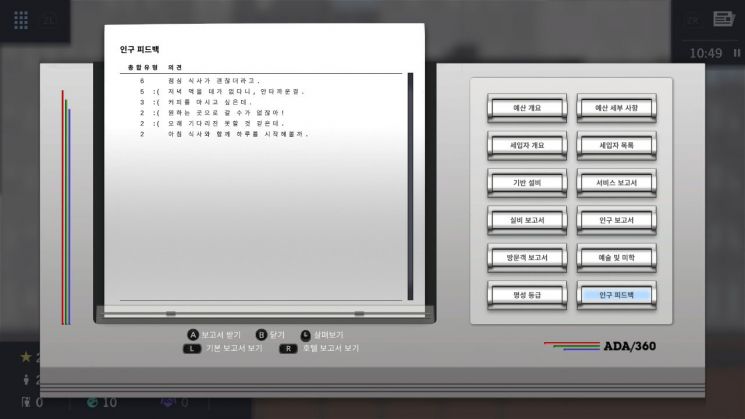 ZL
ZR
10:49
인구 피드백
총합 유형 의견
6 점심 식사가 괜찮더라고.
5 :( 저녁 먹을 데가 없다니, 안타까운걸.
3 :( 커피를 마시고 싶은데.
2 :( 원하는 곳으로 갈 수가 없잖아!
2 :( 오래 기다리진 못할 것 같은데.
2 아침 식사와 함께 하루를 시작해볼까.
예산 개요
예산 세부 사항
세입자 개요
세입자 목록
기반 설비
서비스 보고서
설비 보고서
인구 보고서
방문객 보고서
예술 및 미학
명성 등급
인구 피드백
A 보고서 받기 B 닫기 L 살펴보기
L 기본 보고서 보기 R 호텔 보고서 보기
ADA/360
2
2
0 10 0